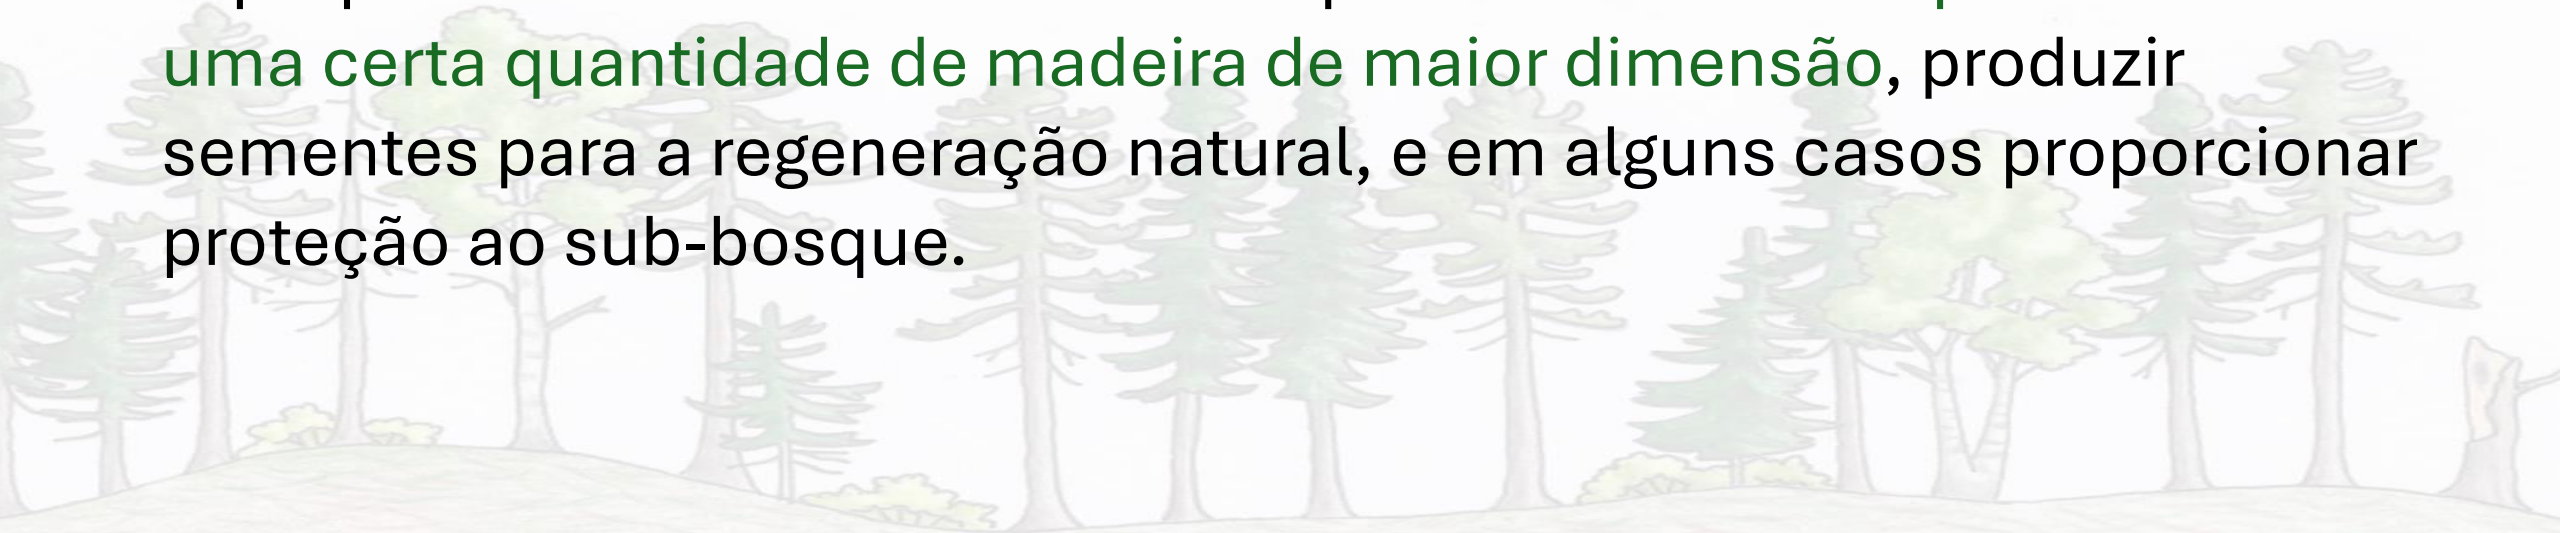 uma certa quantidade de madeira de maior dimensão, produzir
sementes para a regeneração natural, e em alguns casos proporcionar
proteção ao sub-bosque.